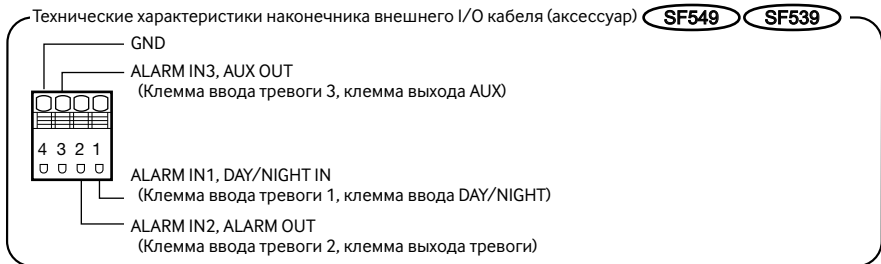 Технические характеристики наконечника внешнего I/O кабеля (аксессуар) SF549 SF539
GND
ALARM IN3, AUX OUT
(Клемма ввода тревоги 3, клемма выхода AUX)
4 3 2 1
ALARM IN1, DAY/NIGHT IN
(Клемма ввода тревоги 1, клемма ввода DAY/NIGHT)
ALARM IN2, ALARM OUT
(Клемма ввода тревоги 2, клемма выхода тревоги)